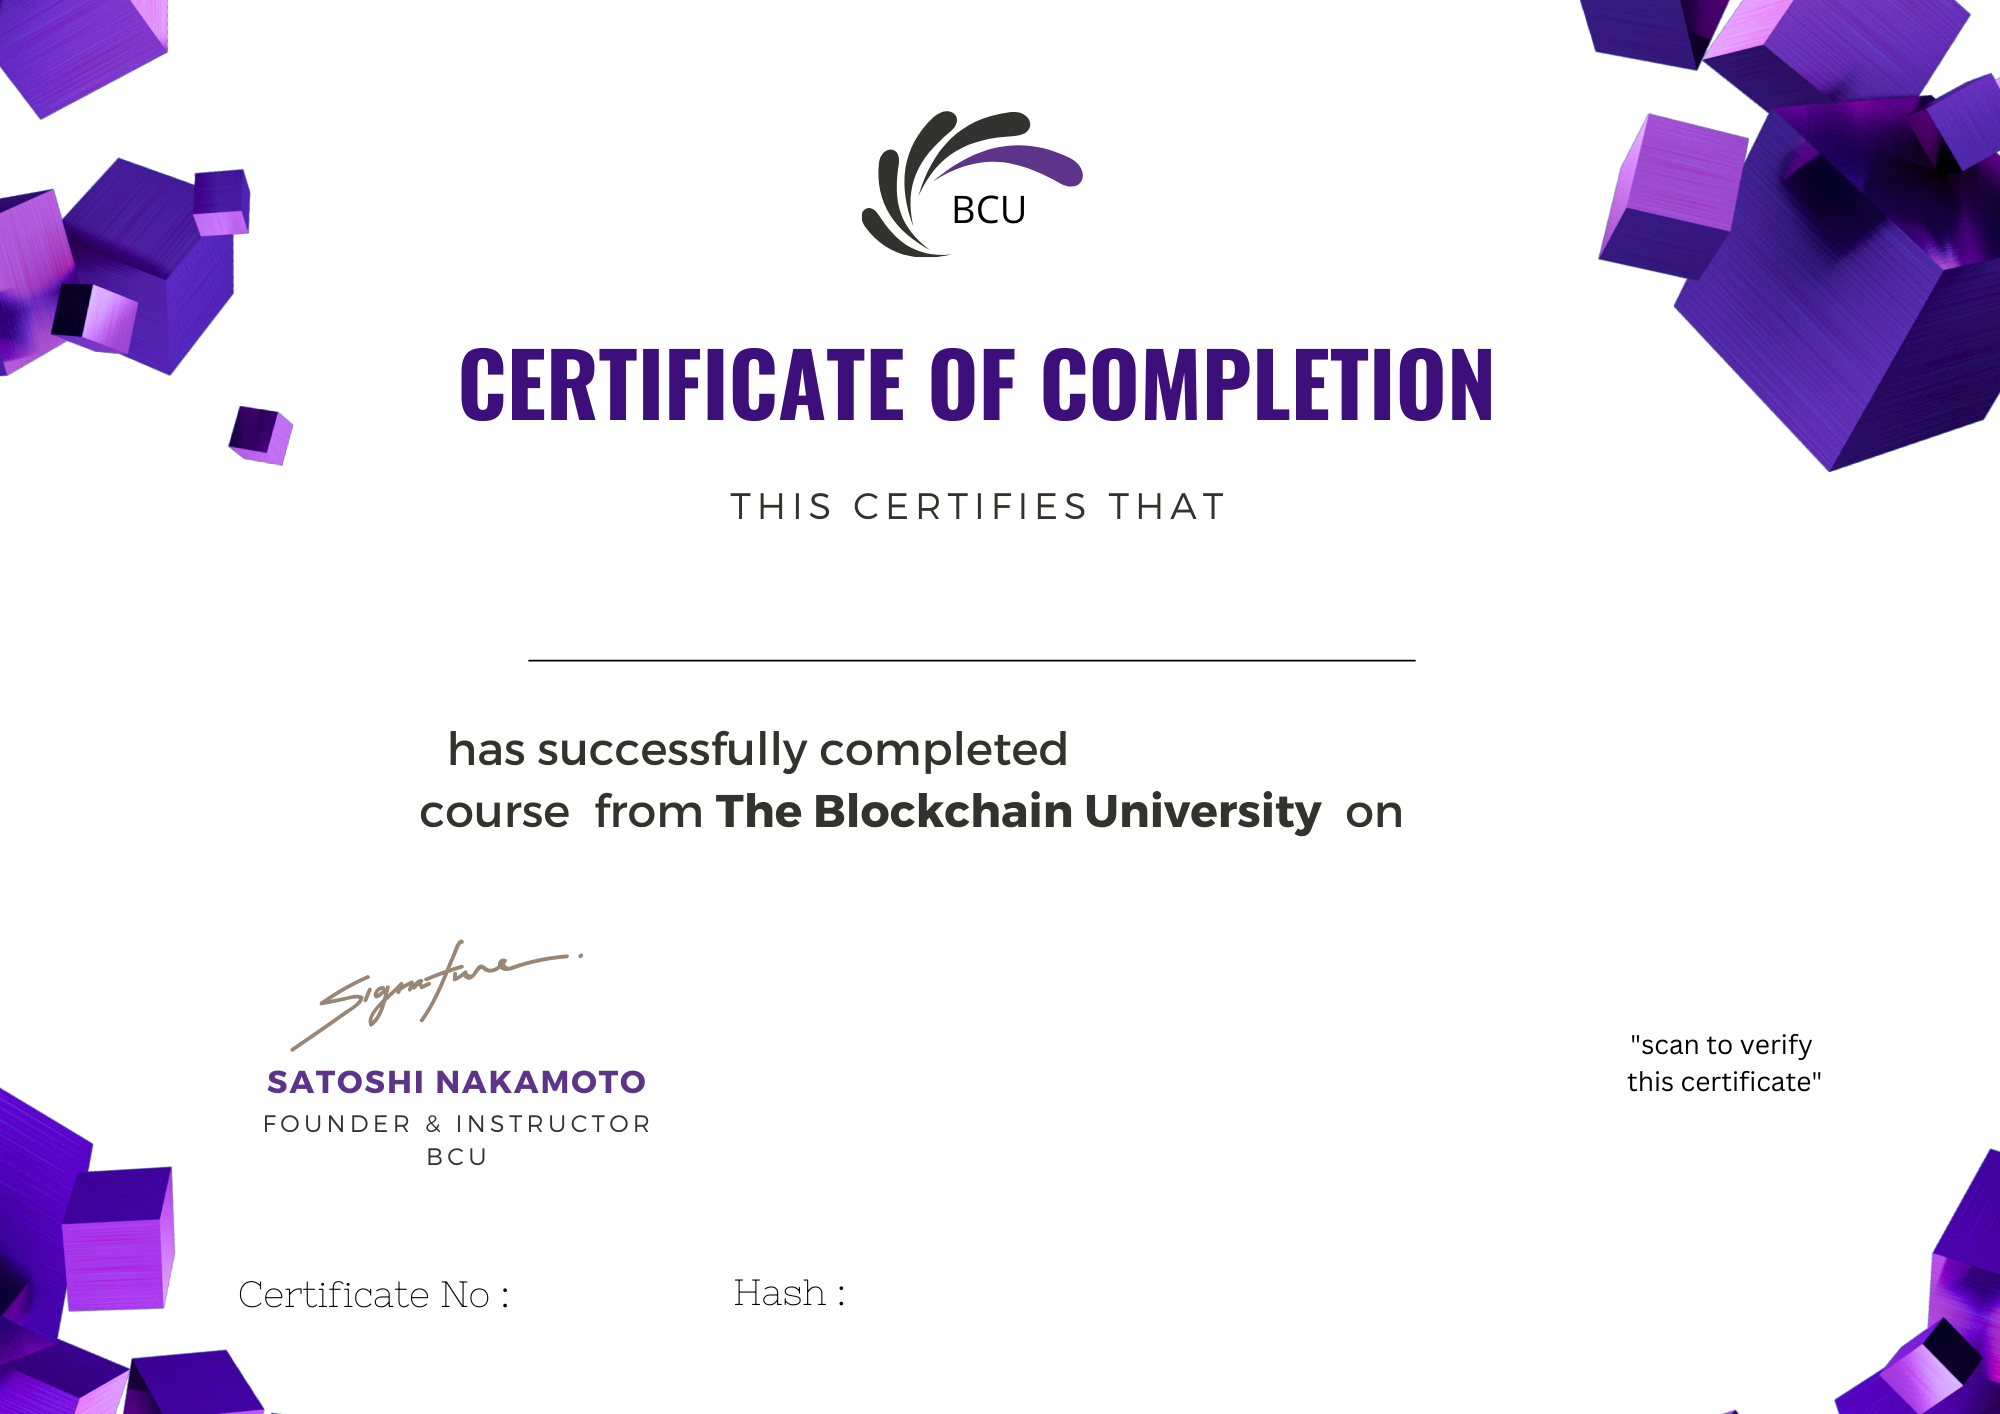 BCU
CERTIFICATE OF COMPLETION
THIS CERTIFIES THAT
has successfully completed
course from The Blockchain University on
Signature
SATOSHI NAKAMOTO
FOUNDER & INSTRUCTOR
BCU
"scan to verify
this certificate"
Certificate No :
Hash :